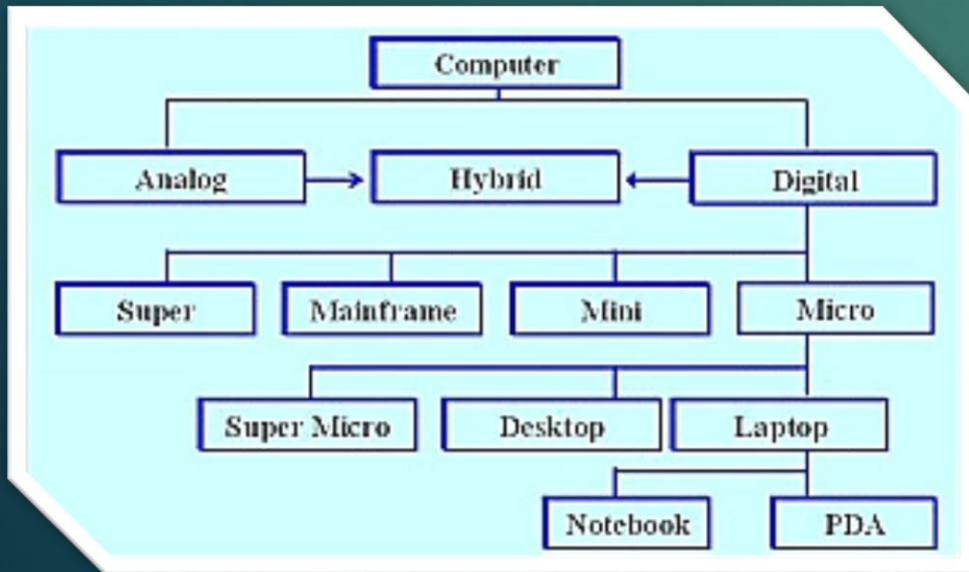 Computer
Analog
Hybrid
Digital
Super
Mainframe
Mini
Micro
Super Micro
Desktop
Laptop
Notebook
PDA